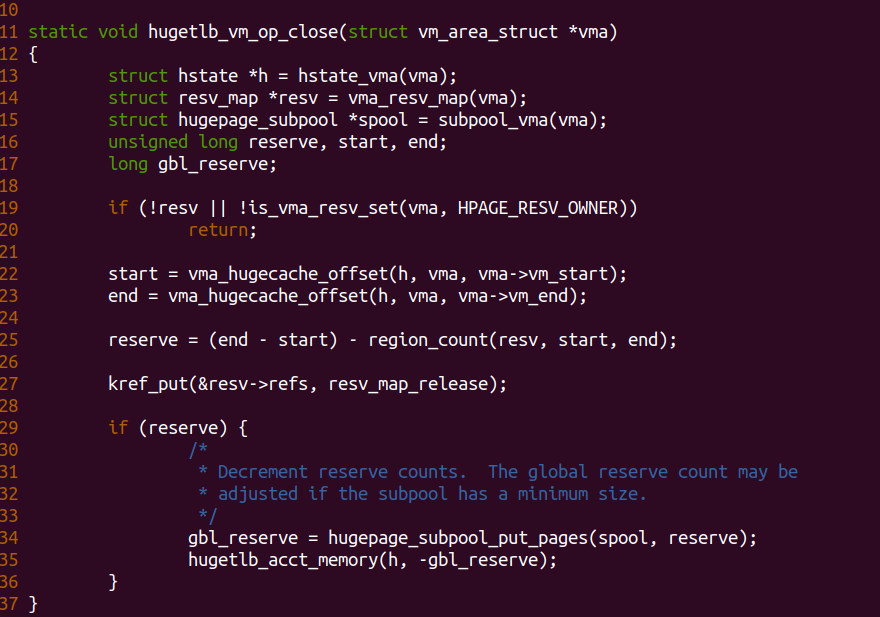 10
11 static void hugetlb_vm_op_close(struct vm_area_struct *vma)
12 {
13         struct hstate *h = hstate_vma(vma);
14         struct resv_map *resv = vma_resv_map(vma);
15         struct hugepage_subpool *spool = subpool_vma(vma);
16         unsigned long reserve, start, end;
17         long gbl_reserve;
18
19         if (!resv || !is_vma_resv_set(vma, HPAGE_RESV_OWNER))
20                 return;
21
22         start = vma_hugecache_offset(h, vma, vma->vm_start);
23         end = vma_hugecache_offset(h, vma, vma->vm_end);
24
25         reserve = (end - start) - region_count(resv, start, end);
26
27         kref_put(&resv->refs, resv_map_release);
28
29         if (reserve) {
30                 /*
31                  * Decrement reserve counts.  The global reserve count may be
32                  * adjusted if the subpool has a minimum size.
33                  */
34                 gbl_reserve = hugepage_subpool_put_pages(spool, reserve);
35                 hugetlb_acct_memory(h, -gbl_reserve);
36         }
37 }